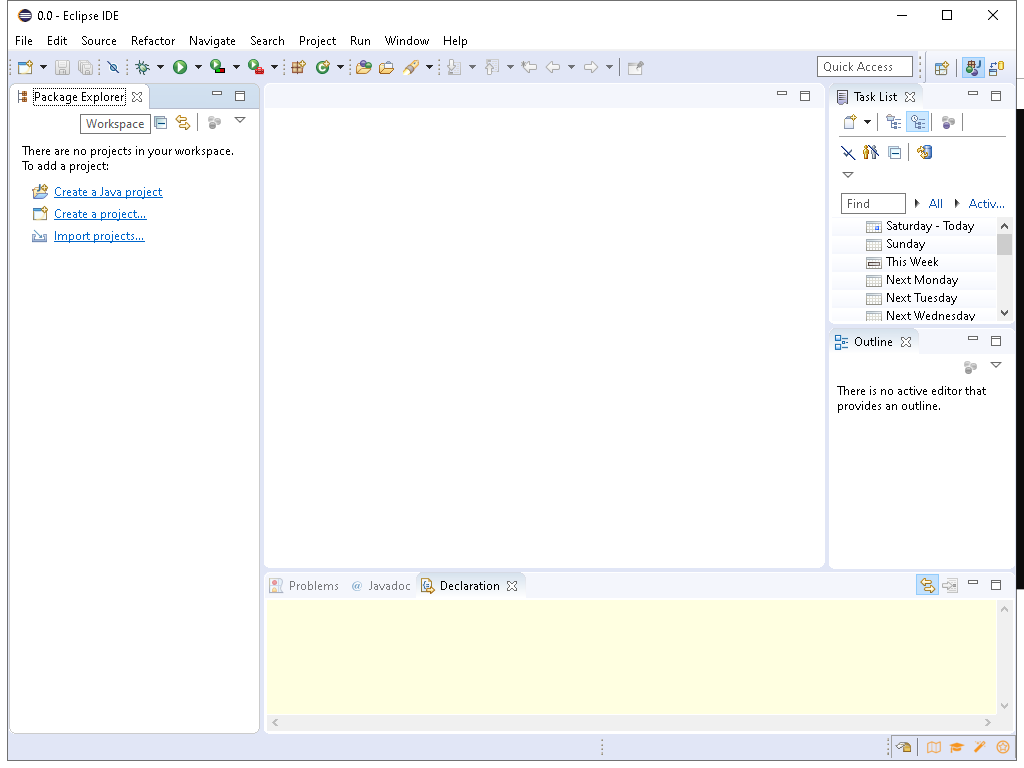 0.0 - Eclipse IDE
File Edit Source Refactor Navigate Search Project Run Window Help
Quick Access
Package Explorer
Workspace
There are no projects in your workspace.
To add a project:
Create a Java project
Create a project...
Import projects...
Task List
Find All Activ...
Saturday - Today
Sunday
This Week
Next Monday
Next Tuesday
Next Wednesday
Outline
There is no active editor that
provides an outline.
Problems @ Javadoc Declaration